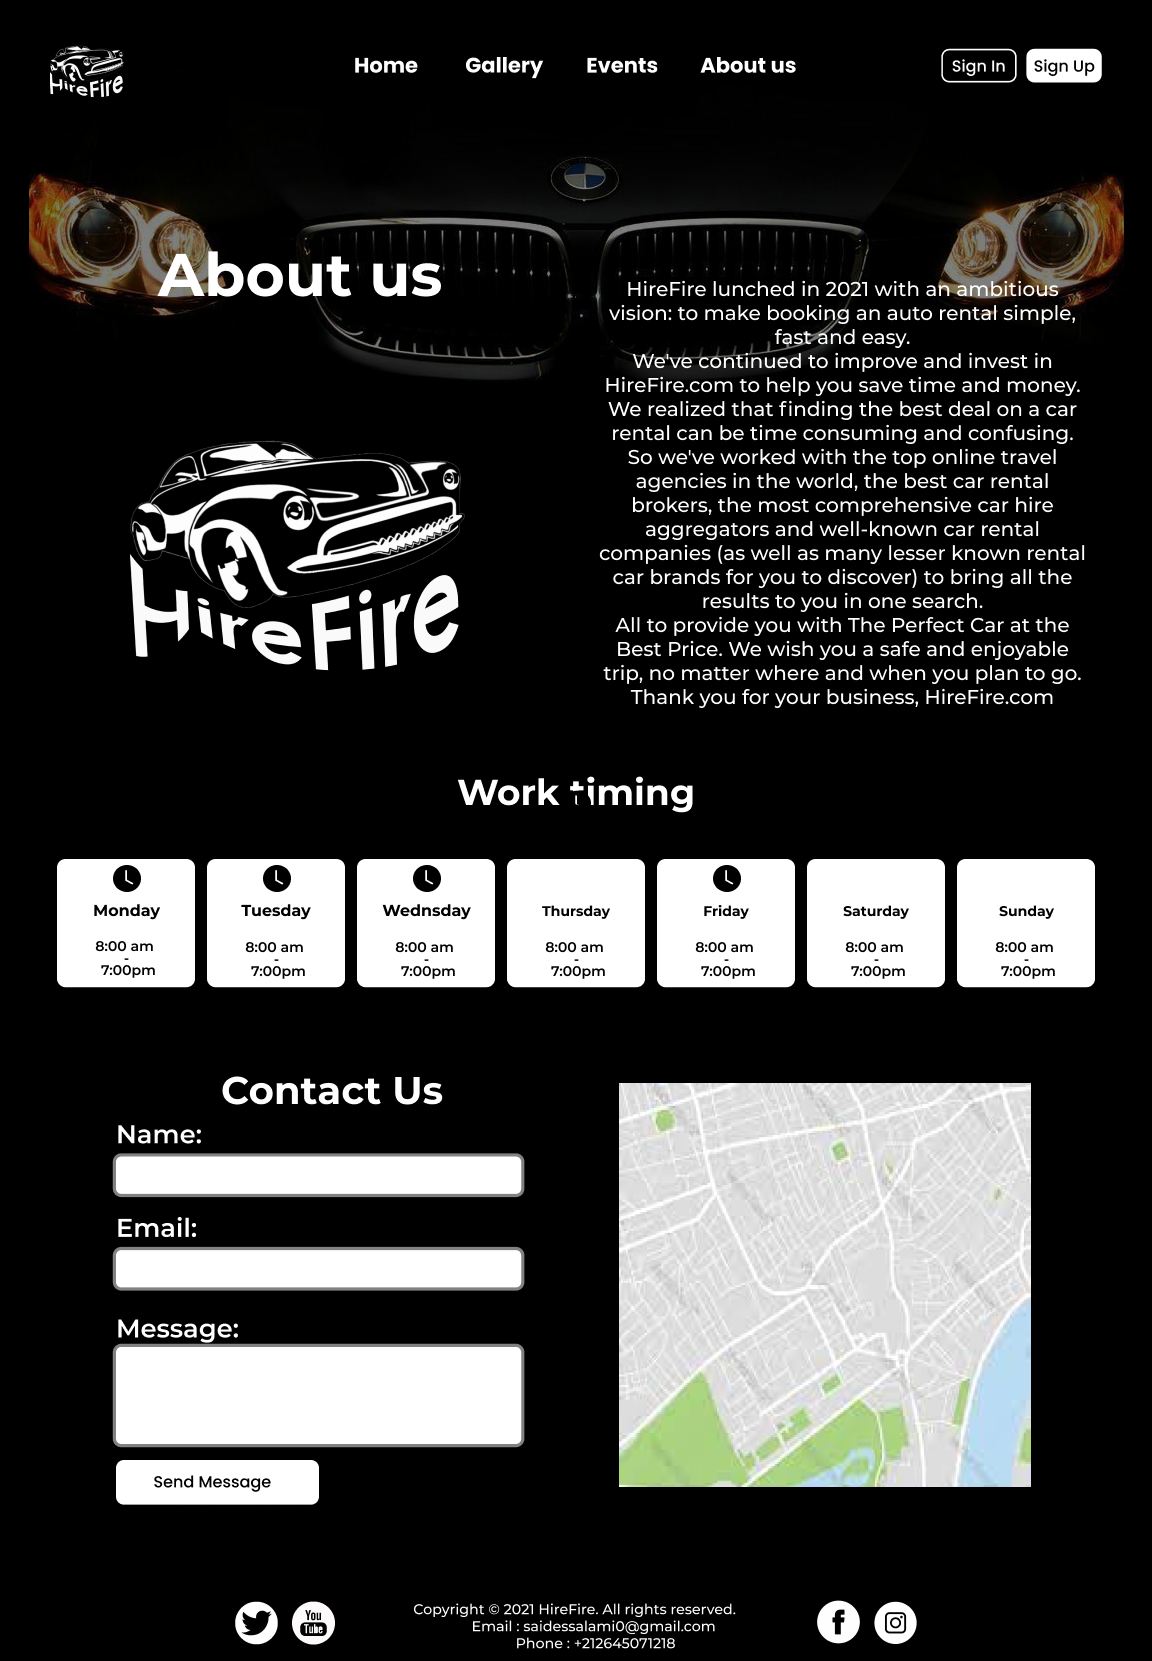 HireFire
Home Gallery Events About us
Sign In Sign Up
About us
HireFire lunched in 2021 with an ambitious
vision: to make booking an auto rental simple,
fast and easy.
We've continued to improve and invest in
HireFire.com to help you save time and money.
We realized that finding the best deal on a car
rental can be time consuming and confusing.
So we've worked with the top online travel
agencies in the world, the best car rental
brokers, the most comprehensive car hire
aggregators and well-known car rental
companies (as well as many lesser known rental
car brands for you to discover) to bring all the
results to you in one search.
All to provide you with The Perfect Car at the
Best Price. We wish you a safe and enjoyable
trip, no matter where and when you plan to go.
Thank you for your business, HireFire.com
HireFire
Work timing
Monday
8:00 am
-
7:00pm
Tuesday
8:00 am
-
7:00pm
Wednsday
8:00 am
-
7:00pm
Thursday
8:00 am
-
7:00pm
Friday
8:00 am
-
7:00pm
Saturday
8:00 am
-
7:00pm
Sunday
8:00 am
-
7:00pm
Contact Us
Name:
Email:
Message:
Send Message
You
Tube
Copyright © 2021 HireFire. All rights reserved.
Email : saidessalami0@gmail.com
Phone : +212645071218